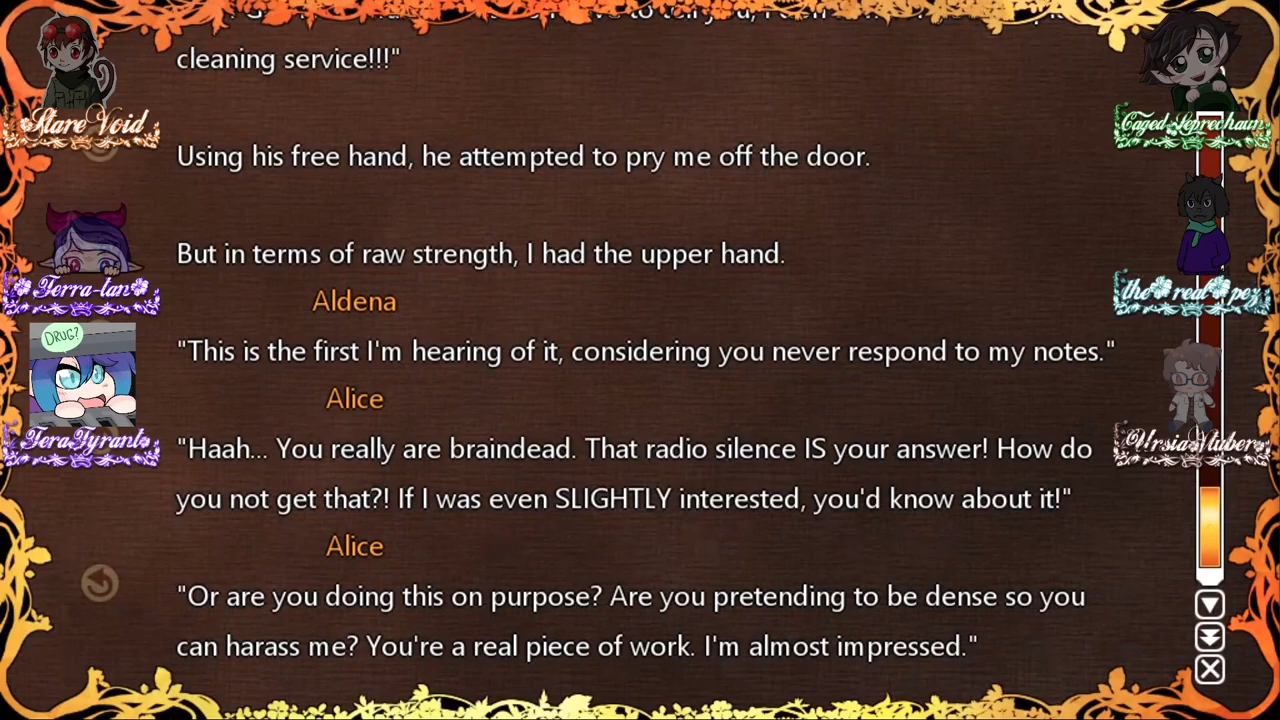 cleaning service!!!"
Stare Void
Caged Leprechaun
Using his free hand, he attempted to pry me off the door.
But in terms of raw strength, I had the upper hand.
Terra-tan
the real pez
Aldena
DRUG?
"This is the first I'm hearing of it, considering you never respond to my notes."
Alice
TeraTyrant
UrsiaVtuber
"Haah... You really are braindead. That radio silence IS your answer! How do
you not get that?! If I was even SLIGHTLY interested, you'd know about it!"
Alice
"Or are you doing this on purpose? Are you pretending to be dense so you
can harass me? You're a real piece of work. I'm almost impressed."